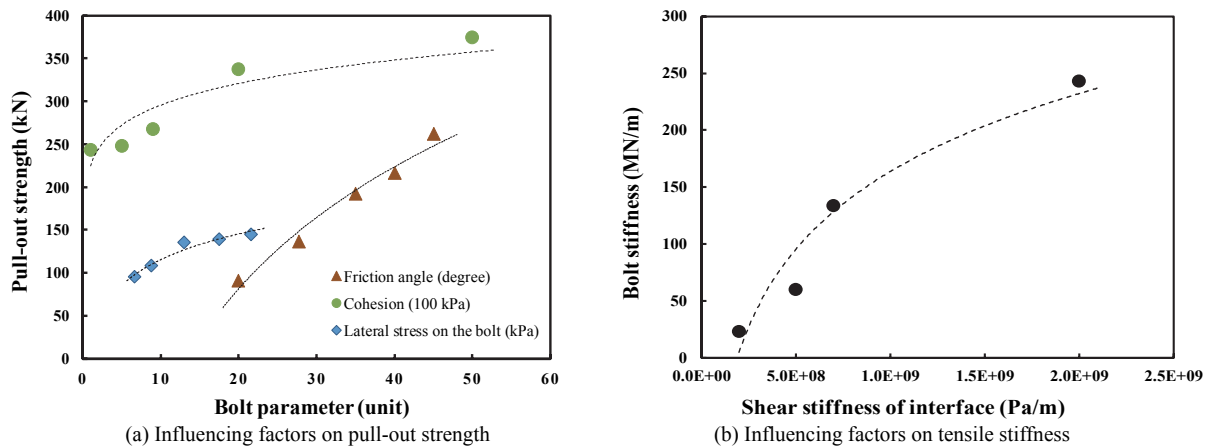 400
350
300
250
200
150
100
50
0
Pull-out strength (kN)
Friction angle (degree)
Cohesion (100 kPa)
Lateral stress on the bolt (kPa)
0 10 20 30 40 50 60
Bolt parameter (unit)
(a) Influencing factors on pull-out strength
300
250
200
150
100
50
0
Bolt stiffness (MN/m)
0.0E+00 5.0E+08 1.0E+09 1.5E+09 2.0E+09 2.5E+09
Shear stiffness of interface (Pa/m)
(b) Influencing factors on tensile stiffness